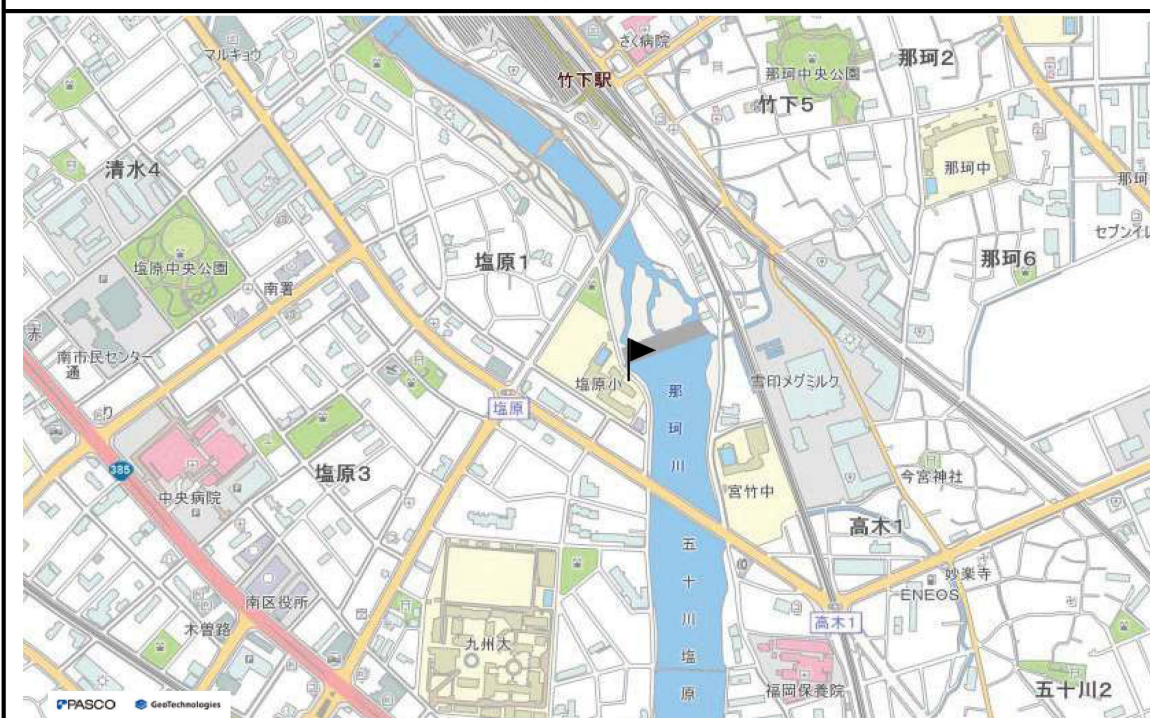 マルキョウ
さく病院
竹下駅
那珂中央公園
那珂2
竹下5
那珂中
清水4
那珂
セブンイレ
塩原1
那珂6
塩原中央公園
南署
赤
南市民センター
通
り
塩原小
雪印メグミルク
塩原
那珂川
385
塩原3
中央病院
今宮神社
宮竹中
高木1
五十川塩原
妙楽寺
ENEOS
南区役所
木曽路
高木1
九州大
福岡保養院
五十川2
PASCO
GeoTechnologies